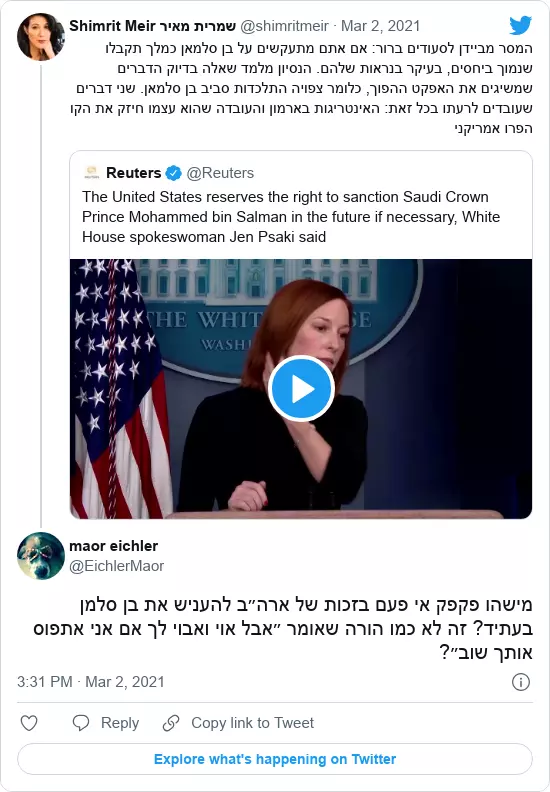 Shimrit Meir שמרית מאיר @shimritmeir · Mar 2, 2021
המסר מביידן לסעודים ברור: אם אתם מתעקשים על בן סלמאן כמלך תקבלו
שנמוך ביחסים, בעיקר בנראות שלהם. הנסיון מלמד שאלה בדיוק הדברים
שמשיגים את האפקט ההפוך, כלומר צפויה התלכדות סביב בן סלמאן. שני דברים
שעובדים לרעתו בכל זאת: האינטריגות בארמון והעובדה שהוא עצמו חיזק את הקו
הפרו אמריקני
Reuters @Reuters
The United States reserves the right to sanction Saudi Crown
Prince Mohammed bin Salman in the future if necessary, White
House spokeswoman Jen Psaki said
THE WHITE HOUSE
WASH
maor eichler
@EichlerMaor
מישהו פקפק אי פעם בזכות של ארה״ב להעניש את בן סלמן
בעתיד? זה לא כמו הורה שאומר ״אבל אוי ואבוי לך אם אני אתפוס
אותך שוב״?
3:31 PM · Mar 2, 2021
Reply
Copy link to Tweet
Explore what's happening on Twitter